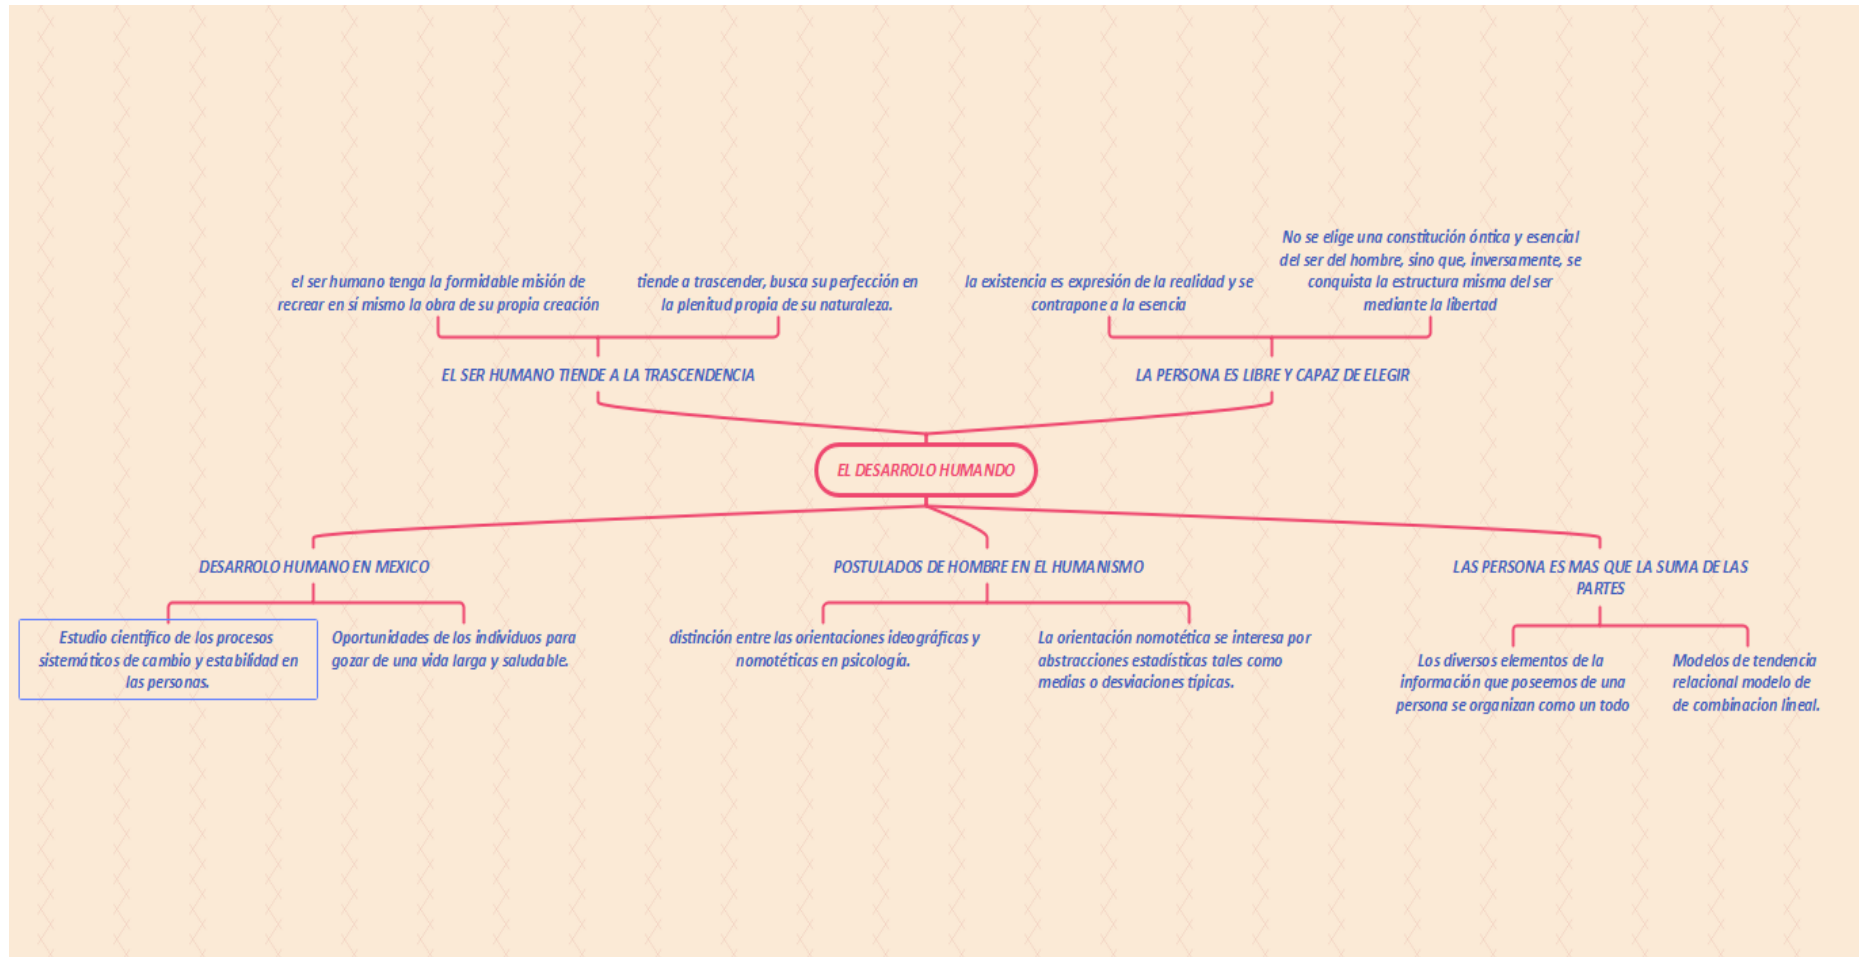 No se elige una constitución óntica y esencial
del ser del hombre, sino que, inversamente, se
conquista la estructura misma del ser
mediante la libertad
el ser humano tenga la formidable misión de
recrear en sí mismo la obra de su propia creación
tiende a trascender, busca su perfección en
la plenitud propia de su naturaleza.
la existencia es expresión de la realidad y se
contrapone a la esencia
EL SER HUMANO TIENDE A LA TRASCENDENCIA
LA PERSONA ES LIBRE Y CAPAZ DE ELEGIR
EL DESARROLO HUMANDO
DESARROLO HUMANO EN MEXICO
POSTULADOS DE HOMBRE EN EL HUMANISMO
LAS PERSONA ES MAS QUE LA SUMA DE LAS
PARTES
Estudio científico de los procesos
sistemáticos de cambio y estabilidad en
las personas.
Oportunidades de los individuos para
gozar de una vida larga y saludable.
distinción entre las orientaciones ideográficas y
nomotéticas en psicología.
La orientación nomotética se interesa por
abstracciones estadísticas tales como
medias o desviaciones típicas.
Los diversos elementos de la
información que poseemos de una
persona se organizan como un todo
Modelos de tendencia
relacional modelo de
de combinacion lineal.